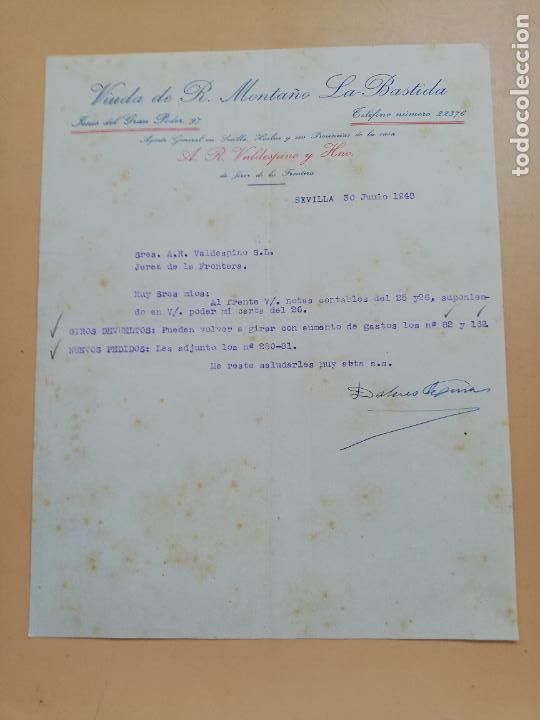 Viuda de R. Montaño La-Bastida
Jesús del Gran Poder, 97
Teléfono número 22376
Agente General en Sevilla, Huelva y sus Provincias de la casa
A. R. Valdespino y Hno.
de Jerez de la Frontera
SEVILLA 30 Junio 1948
Sres. A.R. Valdespino S.L.
Jerez de la Frontera.
Muy Sres mios:
Al frente V/. notas contables del 25 y26, suponien-
do en V/. poder mi carta del 26.
GIROS DEVUELTOS: Pueden volver a girar con aumento de gastos los nº 82 y 162
NUEVOS PEDIDOS: Les adjunto los nº 280-81.
Me resta saludarles muy atta s.s.
Dolores
todocoleccion